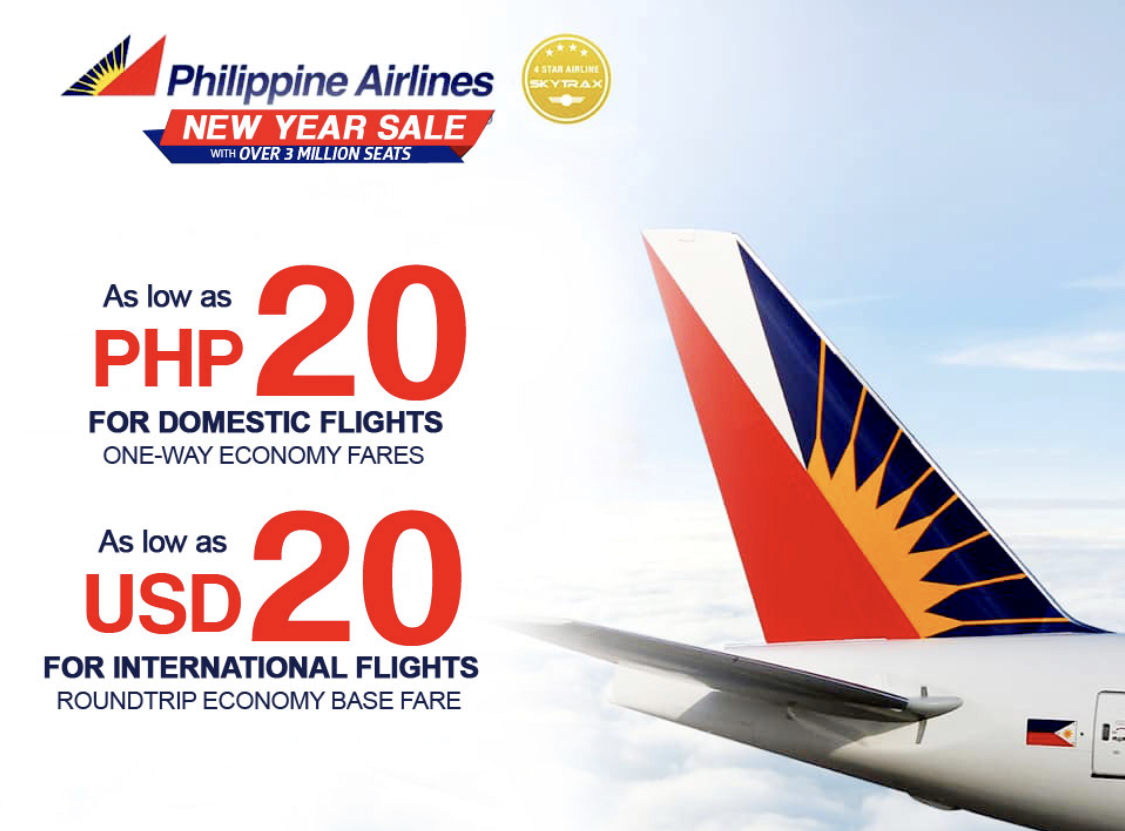 Philippine Airlines
4 STAR AIRLINE
SKYTRAX
NEW YEAR SALE
WITH OVER 3 MILLION SEATS
As low as
PHP 20
FOR DOMESTIC FLIGHTS
ONE-WAY ECONOMY FARES
As low as
USD 20
FOR INTERNATIONAL FLIGHTS
ROUNDTRIP ECONOMY BASE FARE